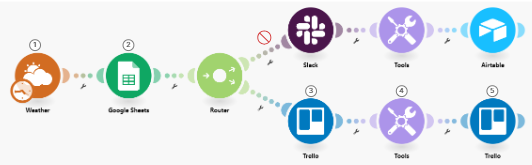 1
2
Weather
Google Sheets
Router
Slack
Tools
Airtable
3
4
5
Trello
Tools
Trello